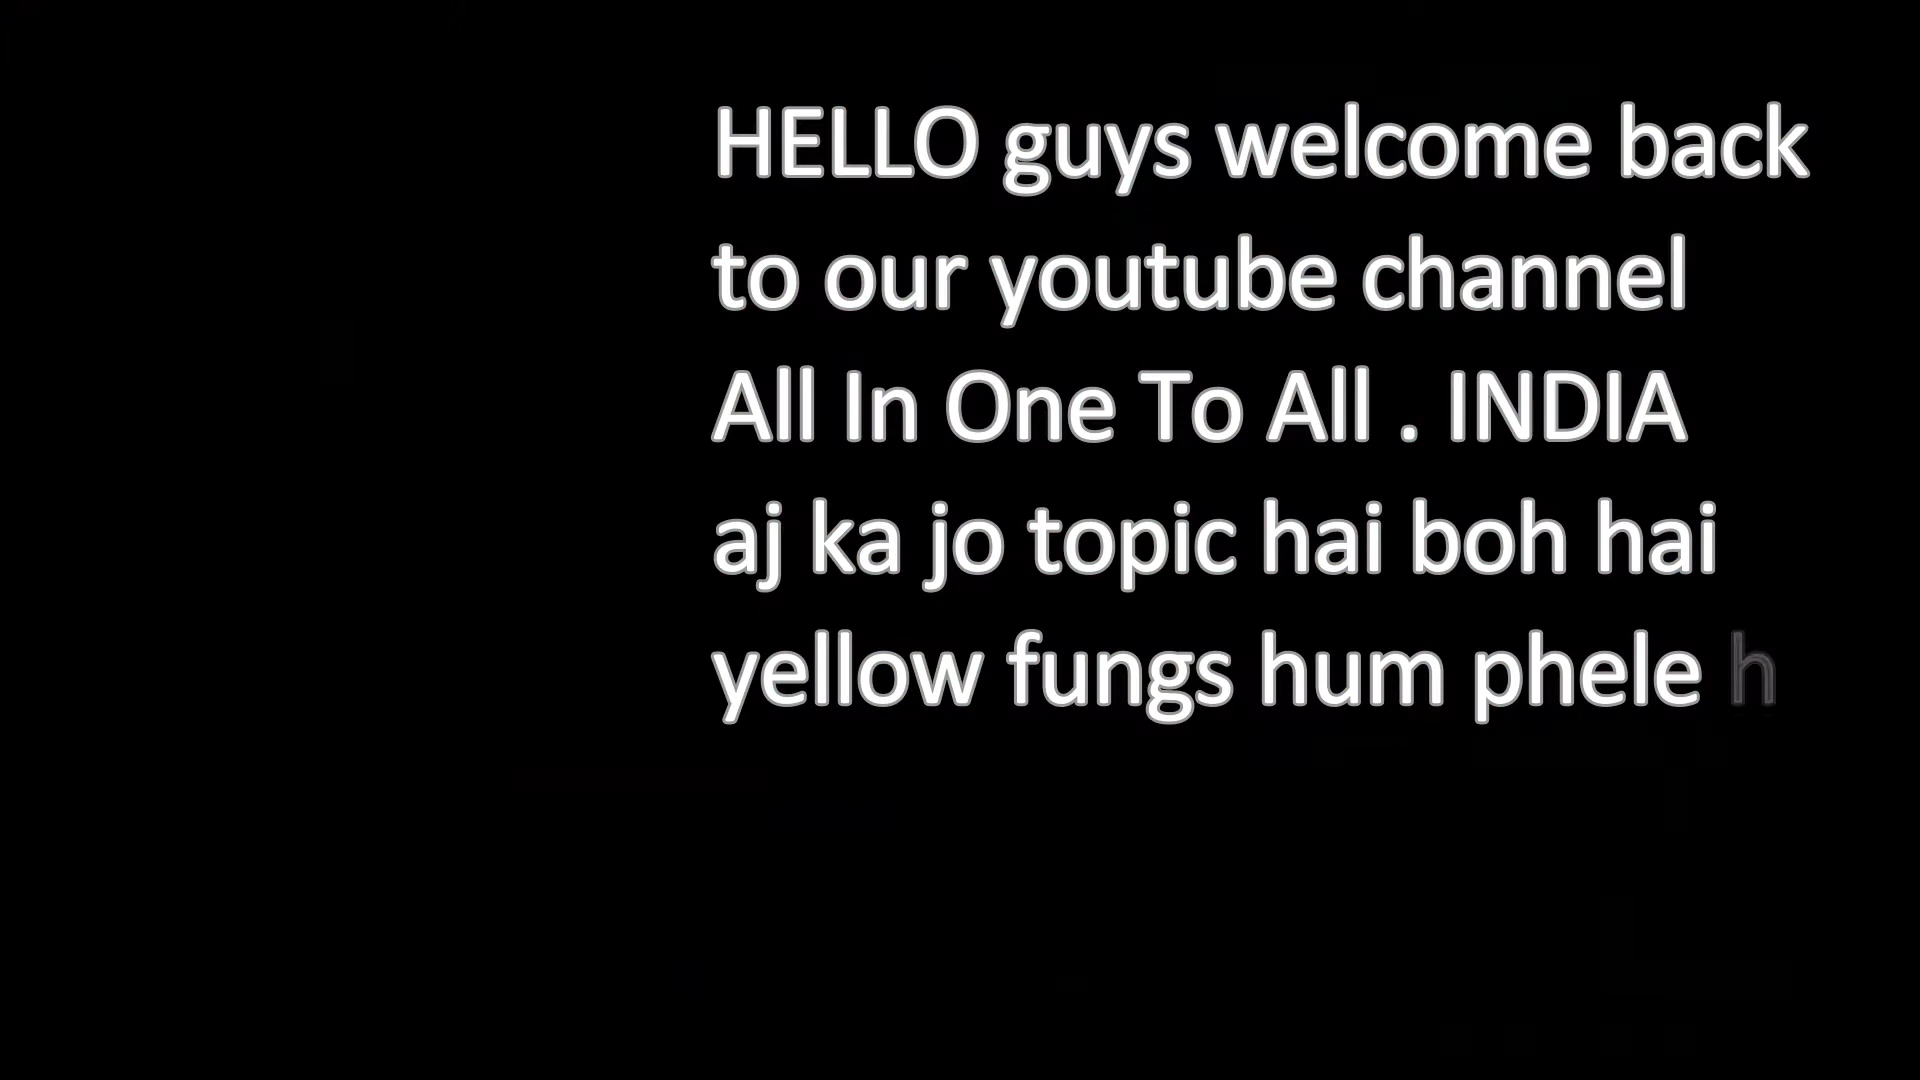 HELLO guys welcome back
to our youtube channel
All In One To All . INDIA
aj ka jo topic hai boh hai
yellow fungs hum phele h